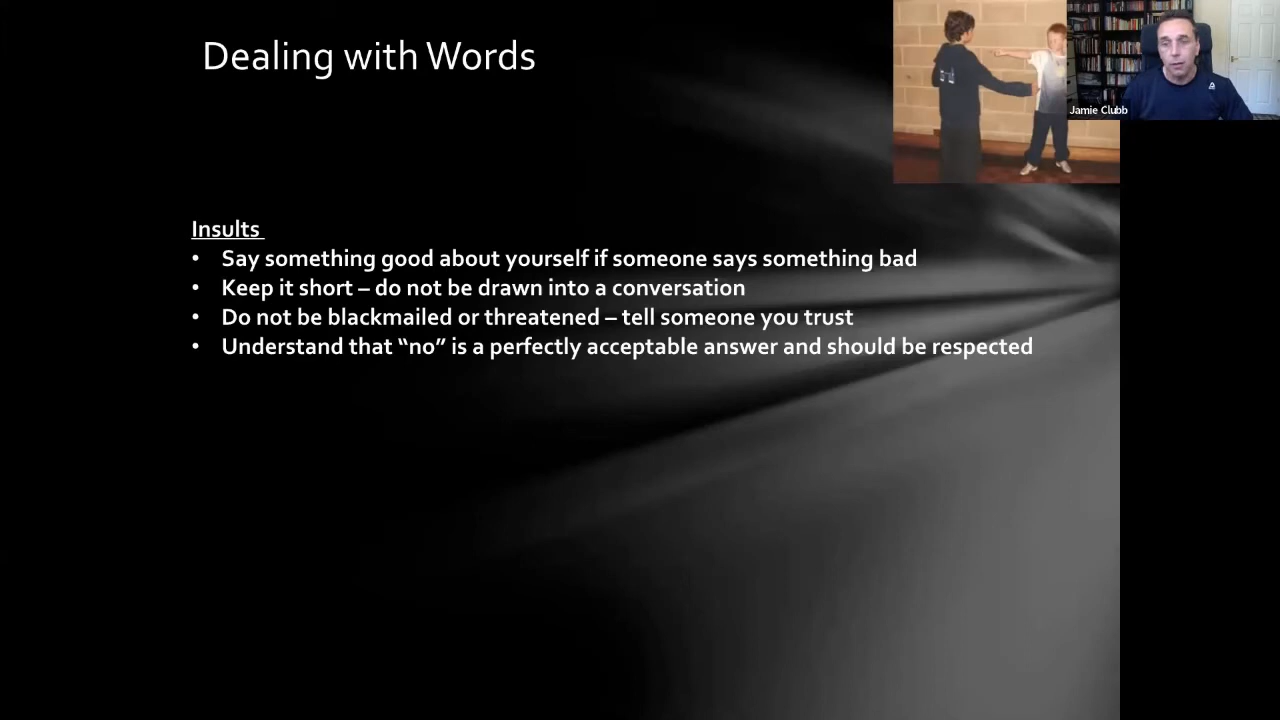 Dealing with Words
Jamie Clubb
Insults
• Say something good about yourself if someone says something bad
• Keep it short – do not be drawn into a conversation
• Do not be blackmailed or threatened – tell someone you trust
• Understand that “no” is a perfectly acceptable answer and should be respected